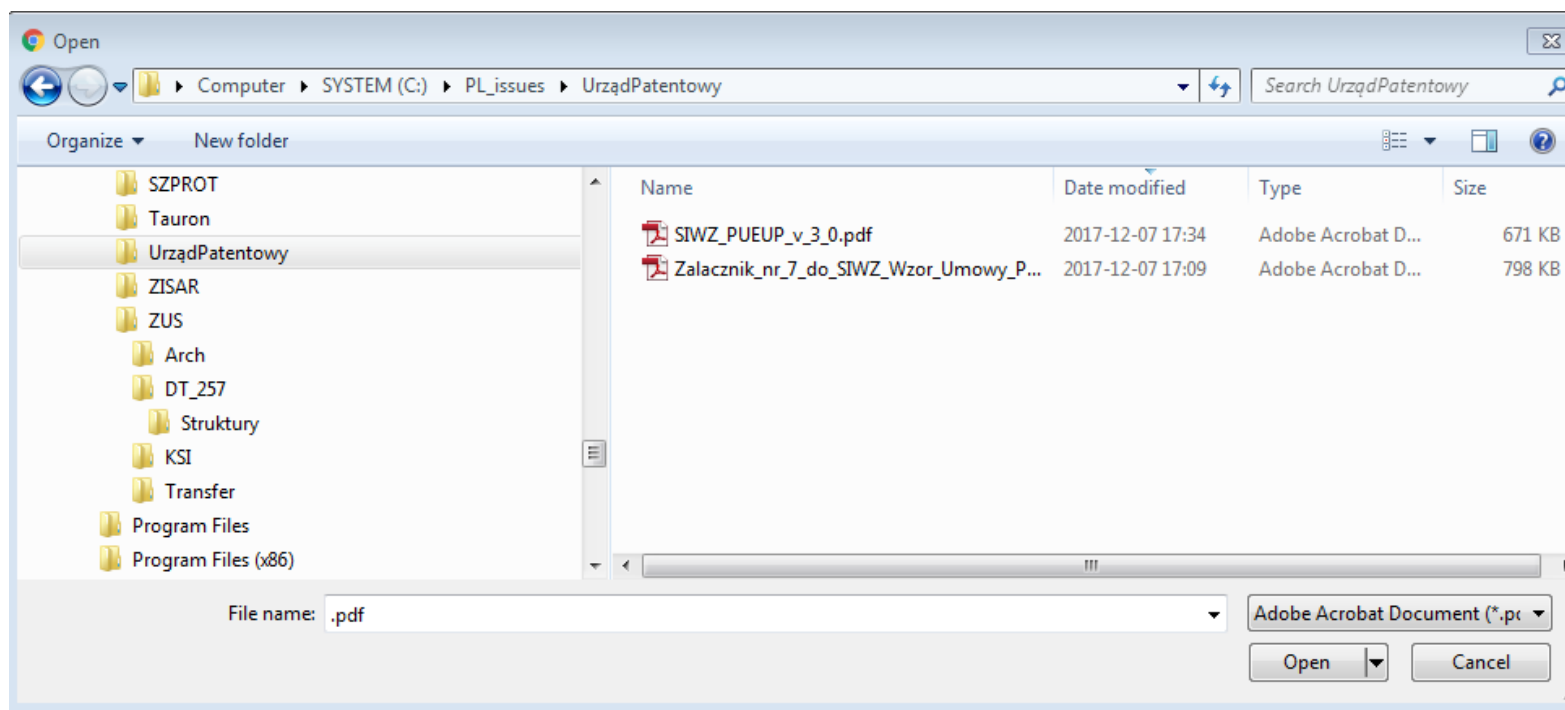 Open
Computer SYSTEM (C:) PL_issues UrządPatentowy
Search UrządPatentowy
Organize New folder
SZPROT
Tauron
UrządPatentowy
ZISAR
ZUS
Arch
DT_257
Struktury
KSI
Transfer
Program Files
Program Files (x86)
Name Date modified Type Size
SIWZ_PUEUP_v_3_0.pdf 2017-12-07 17:34 Adobe Acrobat D... 671 KB
Zalacznik_nr_7_do_SIWZ_Wzor_Umowy_P... 2017-12-07 17:09 Adobe Acrobat D... 798 KB
File name: .pdf
Adobe Acrobat Document (*.pc
Open Cancel